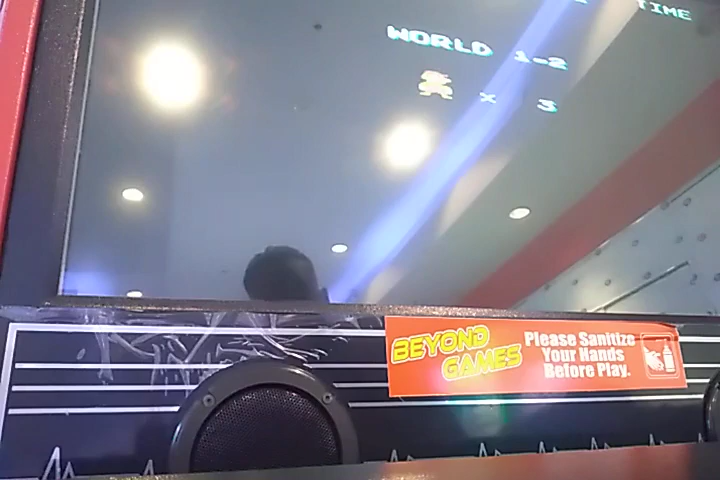 TIME
WORLD 1-2
x 3
BEYOND
GAMES
Please Sanitize
Your Hands
Before Play.